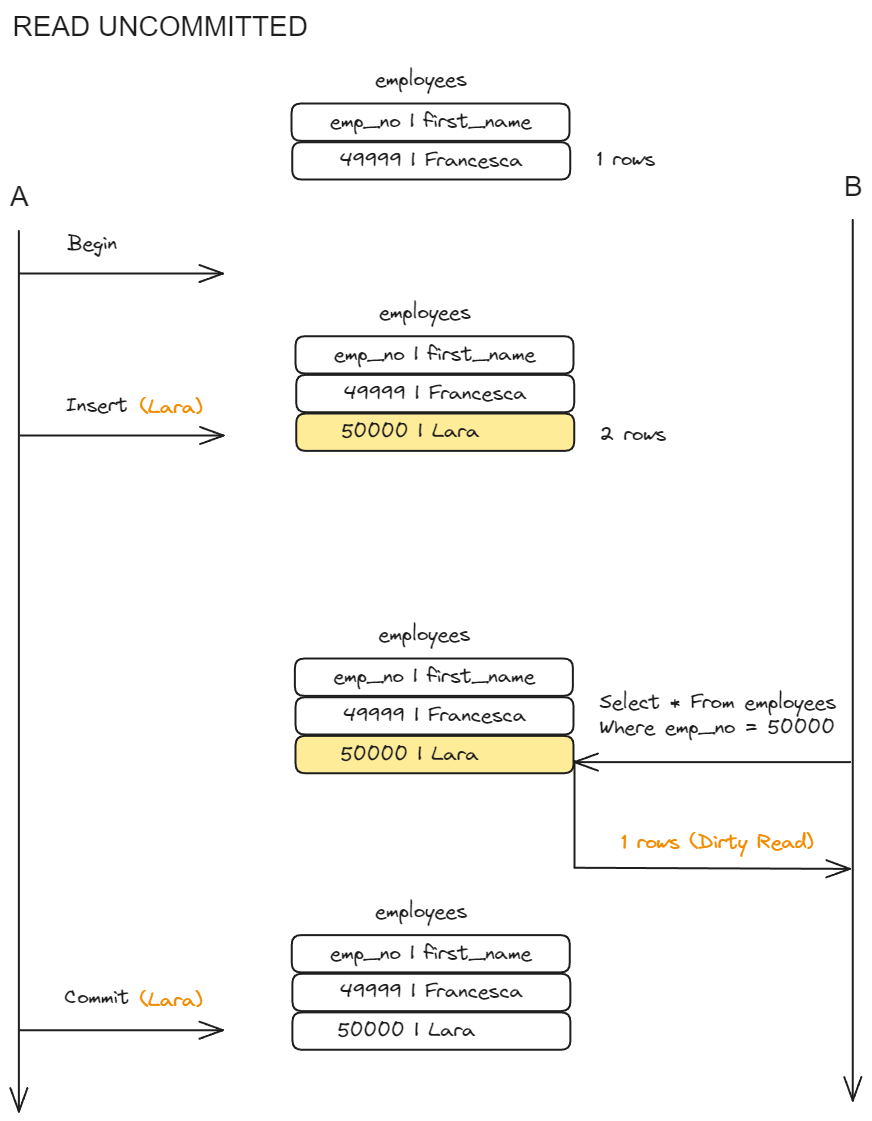 READ UNCOMMITTED
employees
emp_no | first_name
49999 | Francesca
1 rows
A
B
Begin
employees
emp_no | first_name
49999 | Francesca
Insert (Lara)
50000 | Lara
2 rows
employees
emp_no | first_name
49999 | Francesca
50000 | Lara
Select * From employees
Where emp_no = 50000
1 rows (Dirty Read)
employees
emp_no | first_name
49999 | Francesca
Commit (Lara)
50000 | Lara